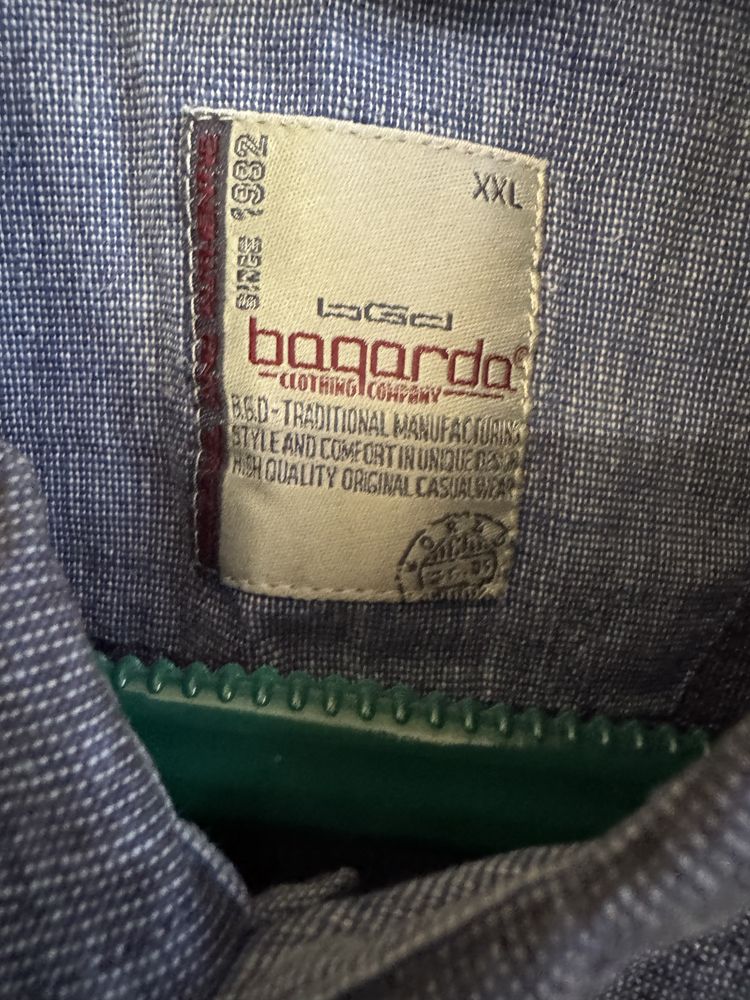 SINCE 1982
XXL
bGd
bagarda®
CLOTHING COMPANY
B.G.D - TRADITIONAL MANUFACTURING
STYLE AND COMFORT IN UNIQUE DESIGN
HIGH QUALITY ORIGINAL CASUALWEAR